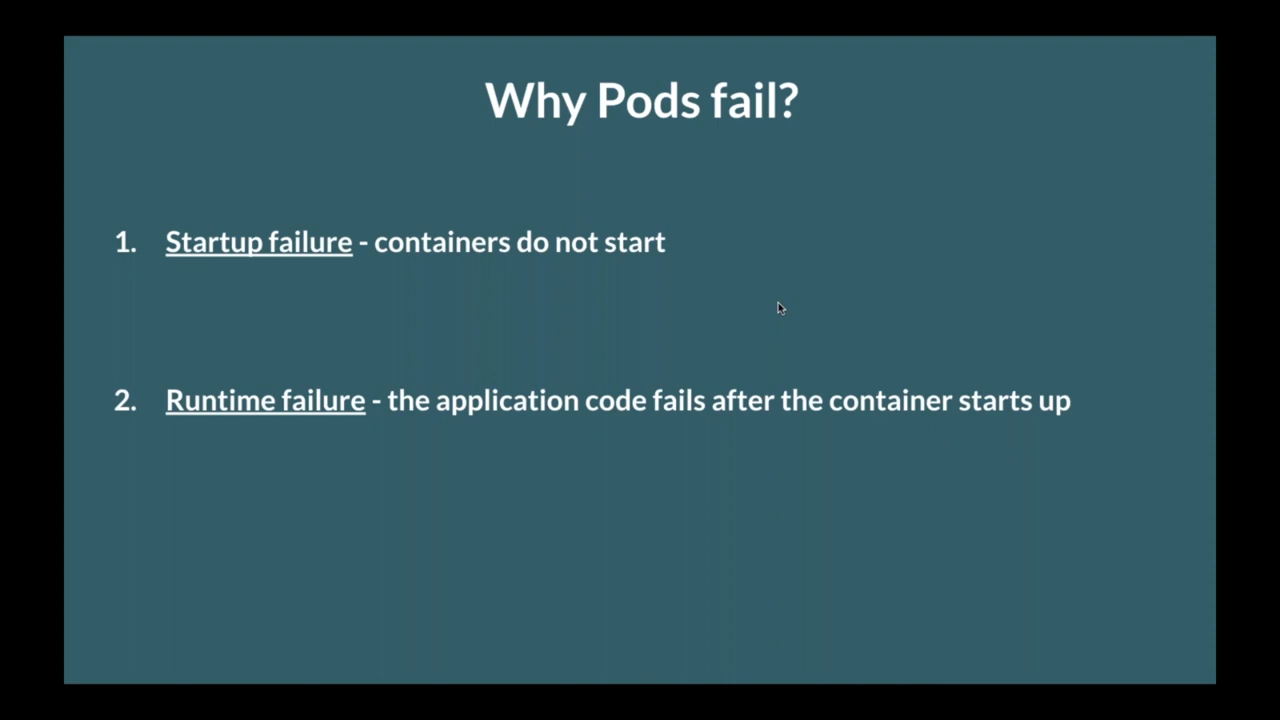 Why Pods fail?
1. Startup failure - containers do not start
2. Runtime failure - the application code fails after the container starts up